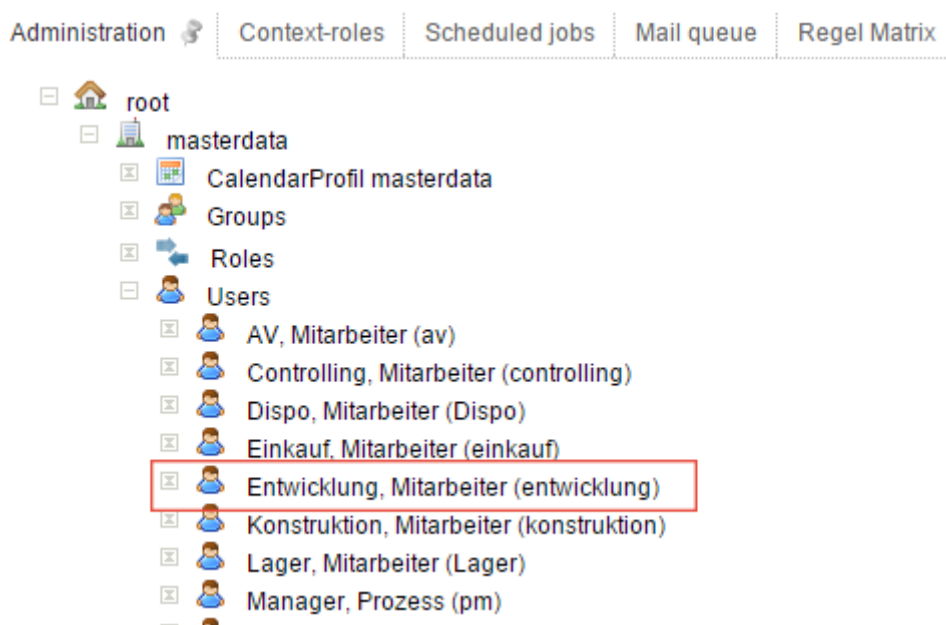 Administration Context-roles Scheduled jobs Mail queue Regel Matrix
root
masterdata
CalendarProfil masterdata
Groups
Roles
Users
AV, Mitarbeiter (av)
Controlling, Mitarbeiter (controlling)
Dispo, Mitarbeiter (Dispo)
Einkauf, Mitarbeiter (einkauf)
Entwicklung, Mitarbeiter (entwicklung)
Konstruktion, Mitarbeiter (konstruktion)
Lager, Mitarbeiter (Lager)
Manager, Prozess (pm)